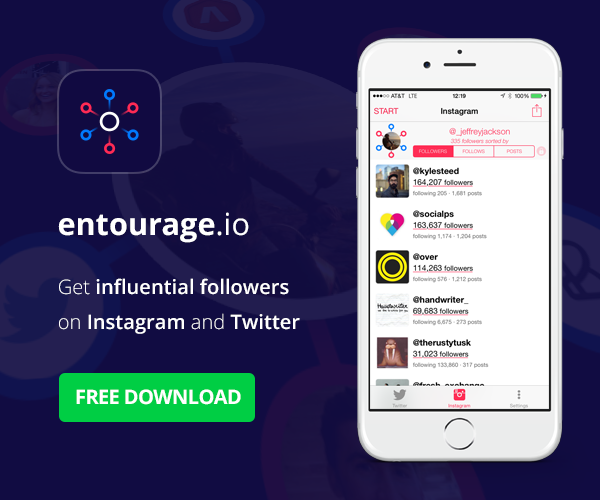 entourage.io
Get influential followers
on Instagram and Twitter
FREE DOWNLOAD
AT&T LTE 12:19 100%
START Instagram
@_jeffreyjackson
335 followers sorted by
FOLLOWERS FOLLOWS POSTS
@kylesteed
164,207 followers
following 205 · 1,681 posts
@socialps
163,637 followers
following 1,174 · 1,204 posts
@over
114,263 followers
following 576 · 1,212 posts
@handwriter_
69,683 followers
following 6,675 · 273 posts
@therustytusk
31,023 followers
following 133,860 · 317 posts
@fresh_exchange
Twitter Instagram Settings